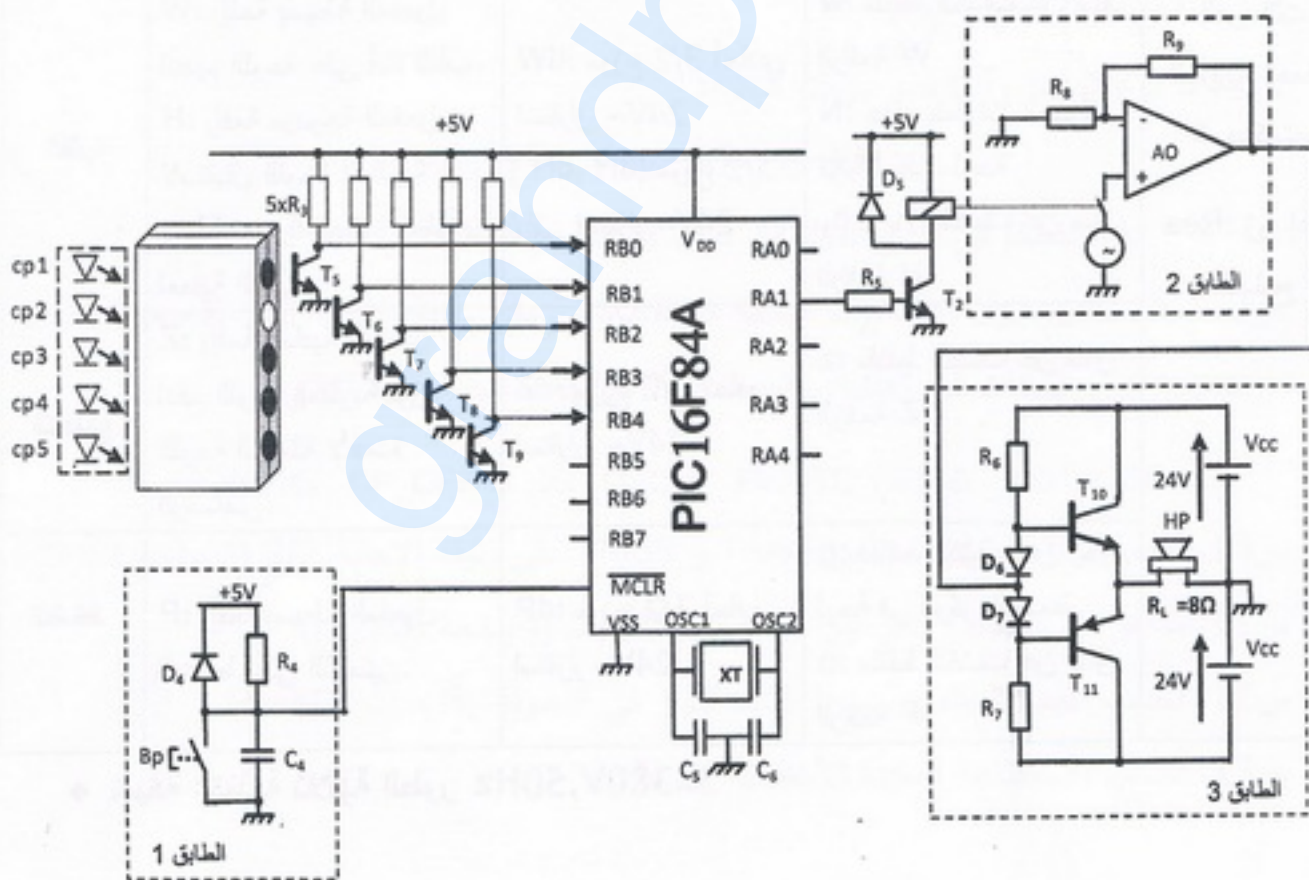 R₉
R₈
+5V
+5V
-
AO
+
D₅
5xR₃
RB0
V_DD
RA0
cp1
T₅
RB1
R₅
RA1
T₂
~
الطابق 2
cp2
T₆
RB2
RA2
cp3
T₇
RB3
cp4
T₈
RB4
RA3
cp5
T₉
RB5
RA4
RB6
RB7
PIC16F84A
R₆
T₁₀
Vcc
24V
HP
MCLR
D₆
VSS
OSC1
OSC2
D₇
R_L =8Ω
+5V
D₄
R₄
XT
T₁₁
Vcc
24V
R₇
Bp
C₄
C₅
C₆
الطابق 3
الطابق 1
grandp